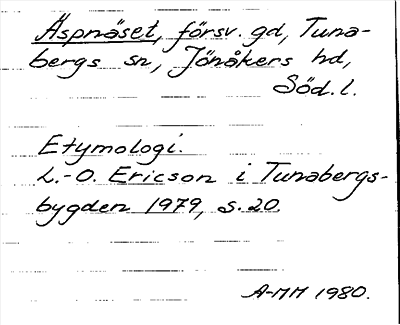 Äspnäset, försv. gd, Tuna-
bergs sn, Jönåkers hd,
Söd. l.
Etymologi.
L.-O. Ericson i Tunabergs-
bygden 1979, s. 20
A-MM 1980.